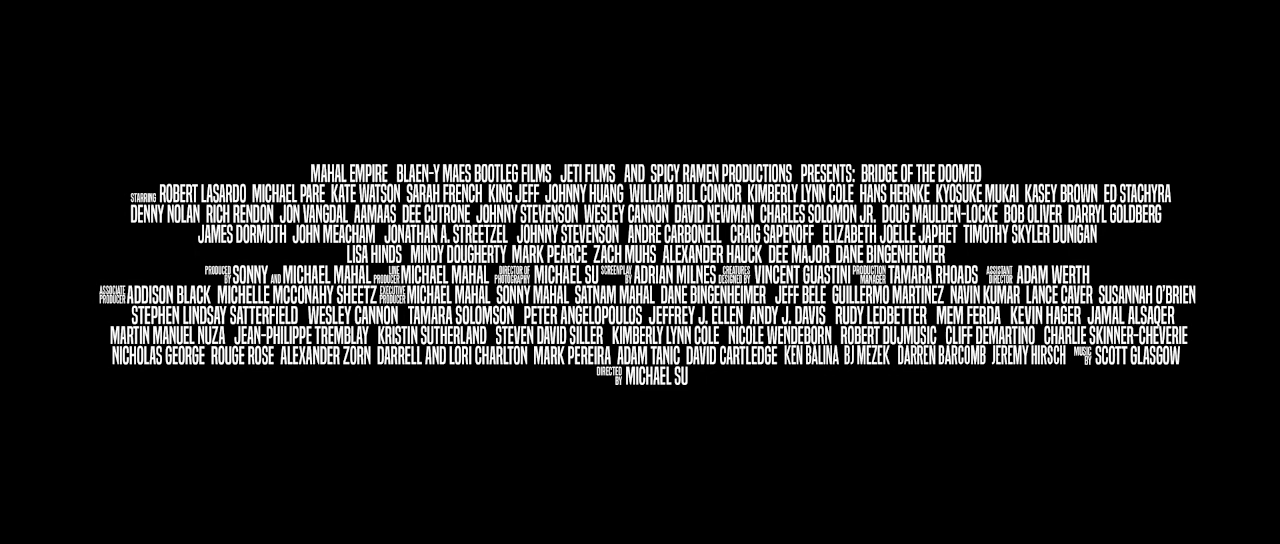 MAHAL EMPIRE BLAEN-Y MAES BOOTLEG FILMS JETI FILMS AND SPICY RAMEN PRODUCTIONS PRESENTS: BRIDGE OF THE DOOMED
STARRING ROBERT LASARDO MICHAEL PARE KATE WATSON SARAH FRENCH KING JEFF JOHNNY HUANG WILLIAM BILL CONNOR KIMBERLY LYNN COLE HANS HERNKE KYOSUKE MUKAI KASEY BROWN ED STACHYRA
DENNY NOLAN RICH RENDON JON VANGDAL AAMAAS DEE CUTRONE JOHNNY STEVENSON WESLEY CANNON DAVID NEWMAN CHARLES SOLOMON JR. DOUG MAULDEN-LOCKE BOB OLIVER DARRYL GOLDBERG
JAMES DORMUTH JOHN MEACHAM JONATHAN A. STREETZEL JOHNNY STEVENSON ANDRE CARBONELL CRAIG SAPENOFF ELIZABETH JOELLE JAPHET TIMOTHY SKYLER DUNIGAN
LISA HINDS MINDY DOUGHERTY MARK PEARCE ZACH MUHS ALEXANDER HAUCK DEE MAJOR DANE BINGENHEIMER
PRODUCED BY SONNY AND MICHAEL MAHAL LINE PRODUCER MICHAEL MAHAL DIRECTOR OF PHOTOGRAPHY MICHAEL SU SCREENPLAY BY ADRIAN MILNES CREATURES DESIGNED BY VINCENT GUASTINI PRODUCTION MANAGER TAMARA RHOADS ASSISTANT DIRECTOR ADAM WERTH
ASSOCIATE PRODUCER ADDISON BLACK MICHELLE MCCONAHY SHEETZ EXECUTIVE PRODUCER MICHAEL MAHAL SONNY MAHAL SATNAM MAHAL DANE BINGENHEIMER JEFF BELE GUILLERMO MARTINEZ NAVIN KUMAR LANCE CAVER SUSANNAH O'BRIEN
STEPHEN LINDSAY SATTERFIELD WESLEY CANNON TAMARA SOLOMSON PETER ANGELOPOULOS JEFFREY J. ELLEN ANDY J. DAVIS RUDY LEDBETTER MEM FERDA KEVIN HAGER JAMAL ALSAQER
MARTIN MANUEL NUZA JEAN-PHILIPPE TREMBLAY KRISTIN SUTHERLAND STEVEN DAVID SILLER KIMBERLY LYNN COLE NICOLE WENDEBORN ROBERT DUJMUSIC CLIFF DEMARTINO CHARLIE SKINNER-CHEVERIE
NICHOLAS GEORGE ROUGE ROSE ALEXANDER ZORN DARRELL AND LORI CHARLTON MARK PEREIRA ADAM TANIC DAVID CARTLEDGE KEN BALINA BJ MEZEK DARREN BARCOMB JEREMY HIRSCH MUSIC BY SCOTT GLASGOW
DIRECTED BY MICHAEL SU